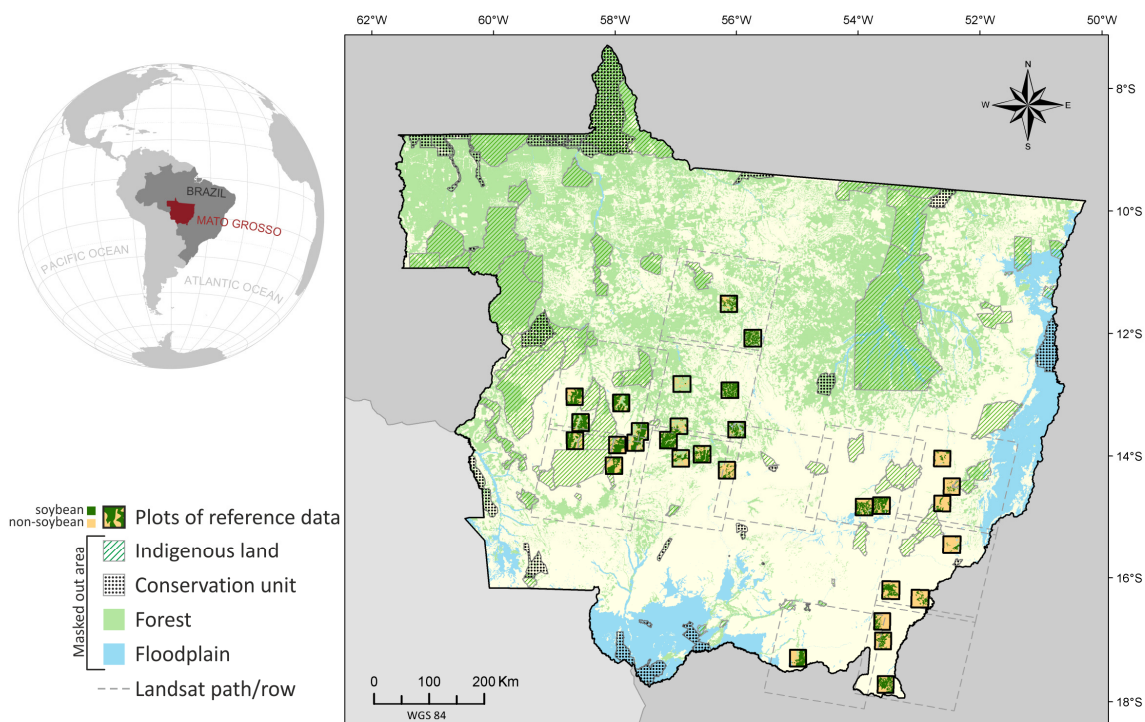 62°W 60°W 58°W 56°W 54°W 52°W 50°W
N
W E
S
8°S
10°S
12°S
14°S
16°S
18°S
BRAZIL
MATO GROSSO
PACIFIC OCEAN
ATLANTIC OCEAN
soybean
non-soybean
Plots of reference data
Masked out area
Indigenous land
Conservation unit
Forest
Floodplain
Landsat path/row
0 100 200 Km
WGS 84